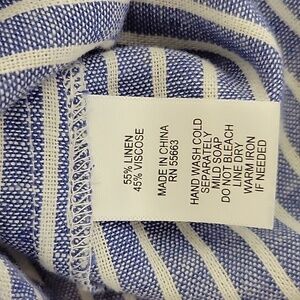 55% LINEN
45% VISCOSE
MADE IN CHINA
RN 55663
HAND WASH COLD
SEPARATELY
MILD SOAP
DO NOT BLEACH
LINE DRY
WARM IRON
IF NEEDED